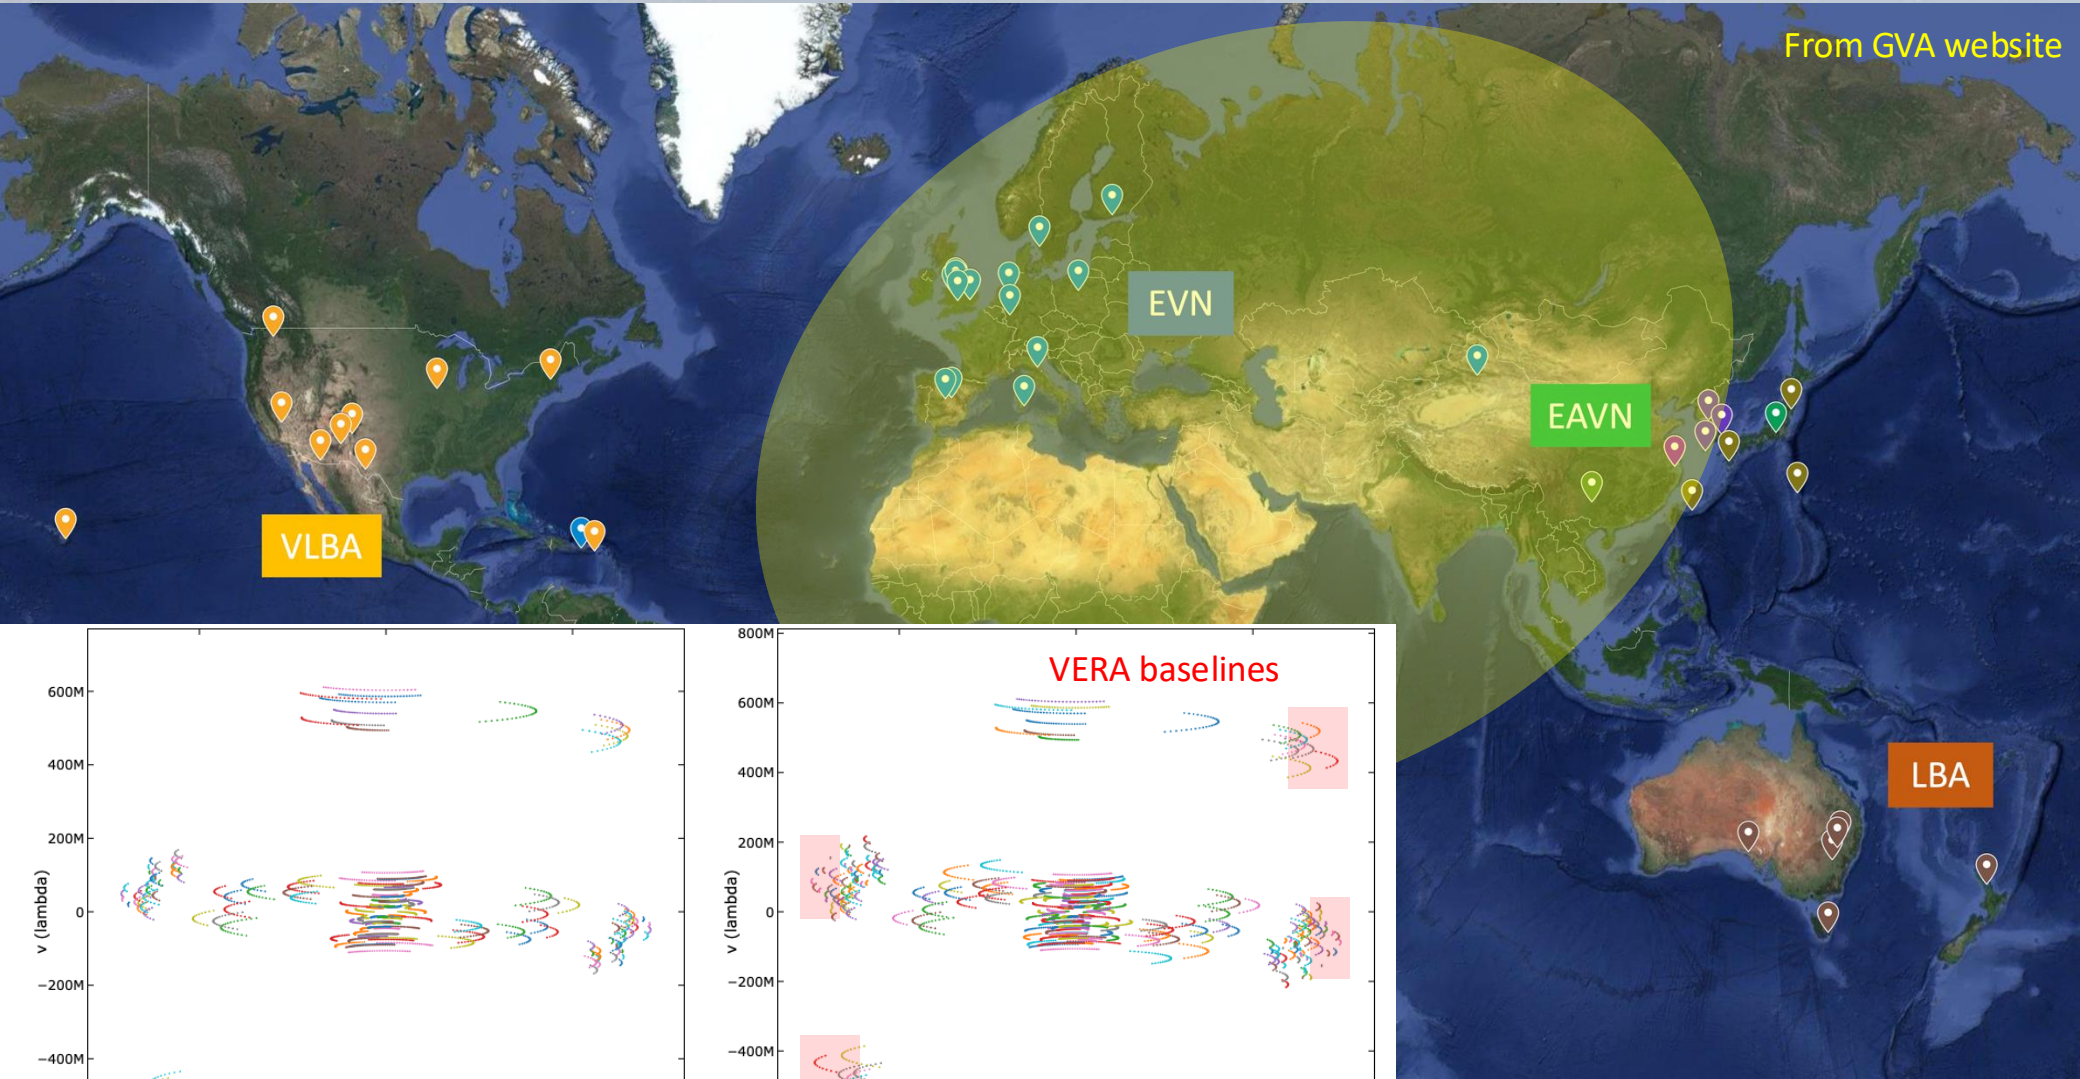 From GVA website
EVN
EAVN
VLBA
LBA
600M
400M
200M
0
−200M
−400M
v (lambda)
VERA baselines
800M
600M
400M
200M
0
−200M
−400M
v (lambda)